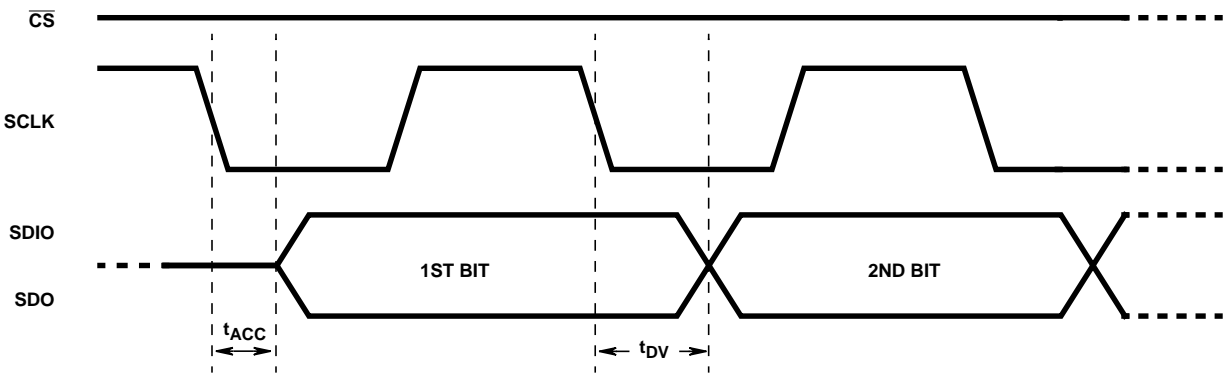 CS
SCLK
SDIO
1ST BIT
2ND BIT
SDO
tACC
tDV